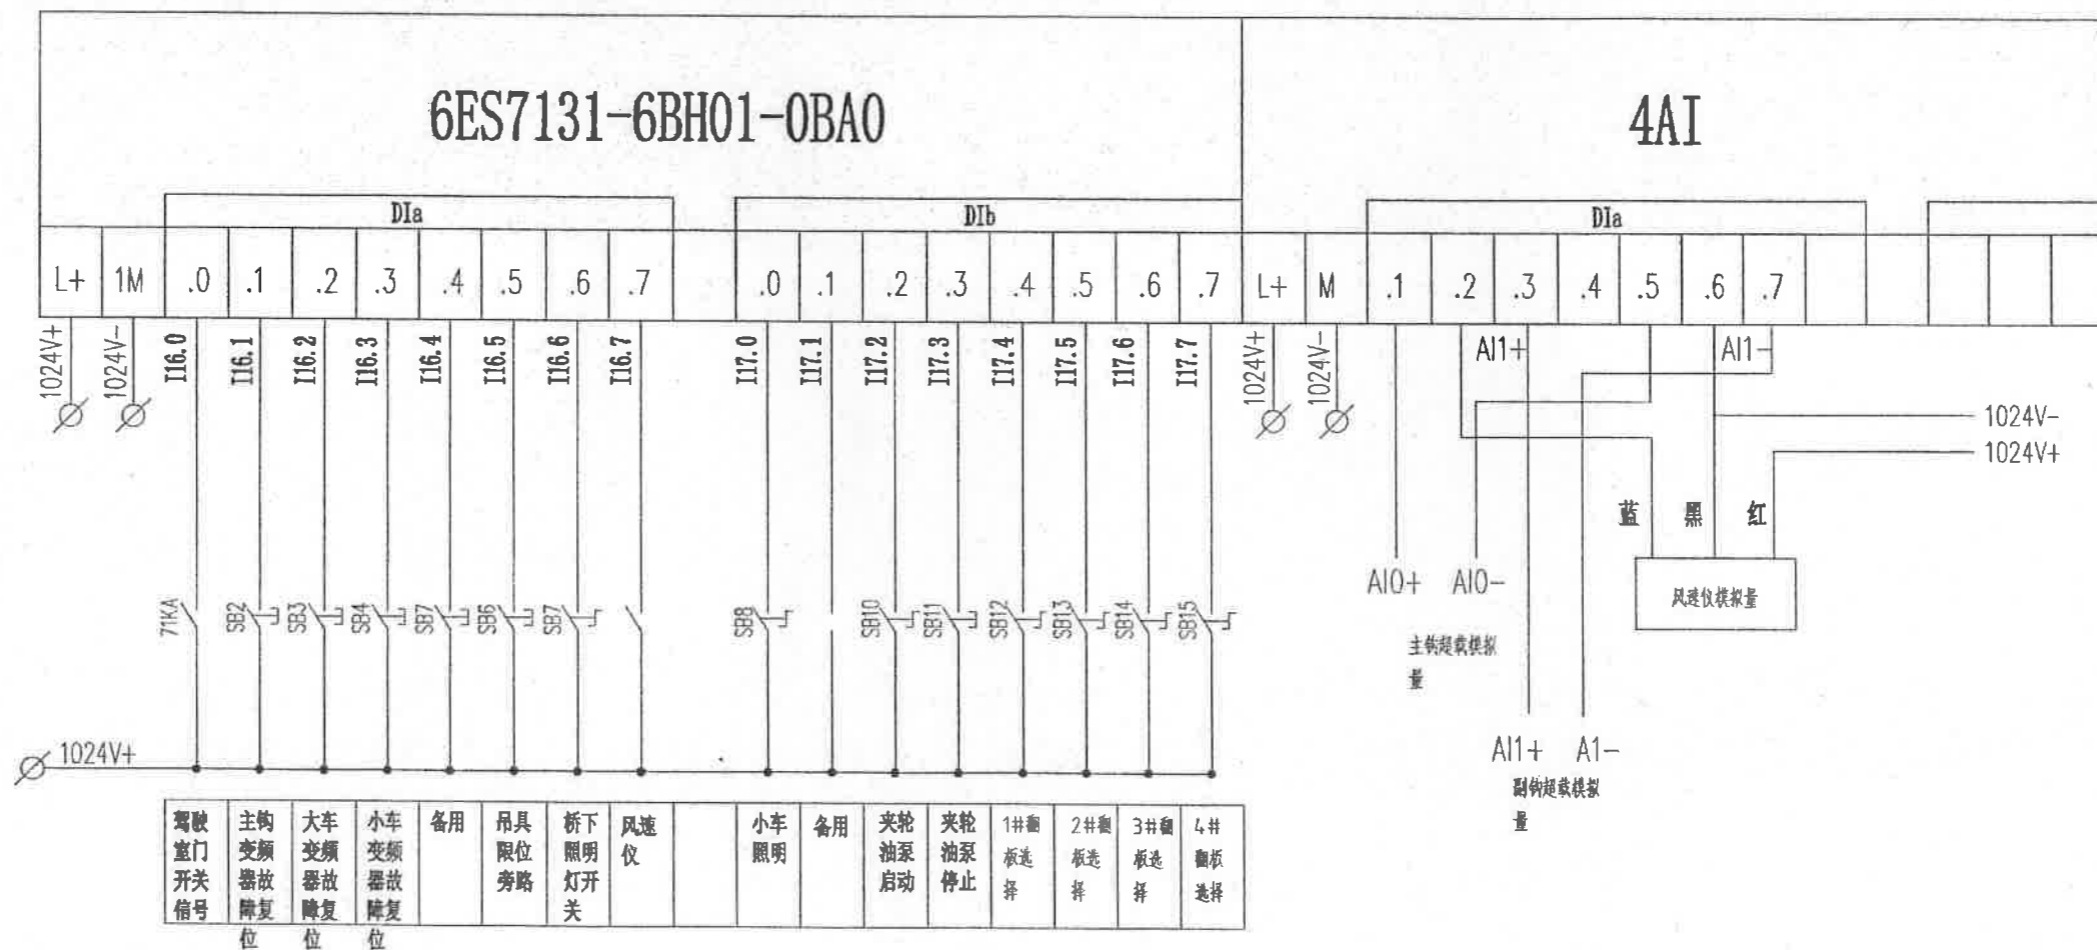 6ES7131-6BH01-0BA0
4AI
DIa
DIb
DIa
L+ 1M .0 .1 .2 .3 .4 .5 .6 .7 .0 .1 .2 .3 .4 .5 .6 .7 L+ M .1 .2 .3 .4 .5 .6 .7
1024V+ 1024V- I16.0 I16.1 I16.2 I16.3 I16.4 I16.5 I16.6 I16.7 I17.0 I17.1 I17.2 I17.3 I17.4 I17.5 I17.6 I17.7 1024V+ 1024V- AI1+ AI1-
1024V-
1024V+
蓝 黑 红
AI0+ AI0-
风速仪模拟量
71KA SB2 SB3 SB4 SB7 SB6 SB7 SB8 SB10 SB11 SB12 SB13 SB14 SB15
主钩超载模拟
量
AI1+ A1-
副钩超载模拟
量
1024V+
驾驶
室门
开关
信号
主钩
变频
器故
障复
位
大车
变频
器故
障复
位
小车
变频
器故
障复
位
备用
吊具
限位
旁路
桥下
照明
灯开
关
风速
仪
小车
照明
备用
夹轮
油泵
启动
夹轮
油泵
停止
1#翻
板选
择
2#翻
板选
择
3#翻
板选
择
4#
翻板
选择